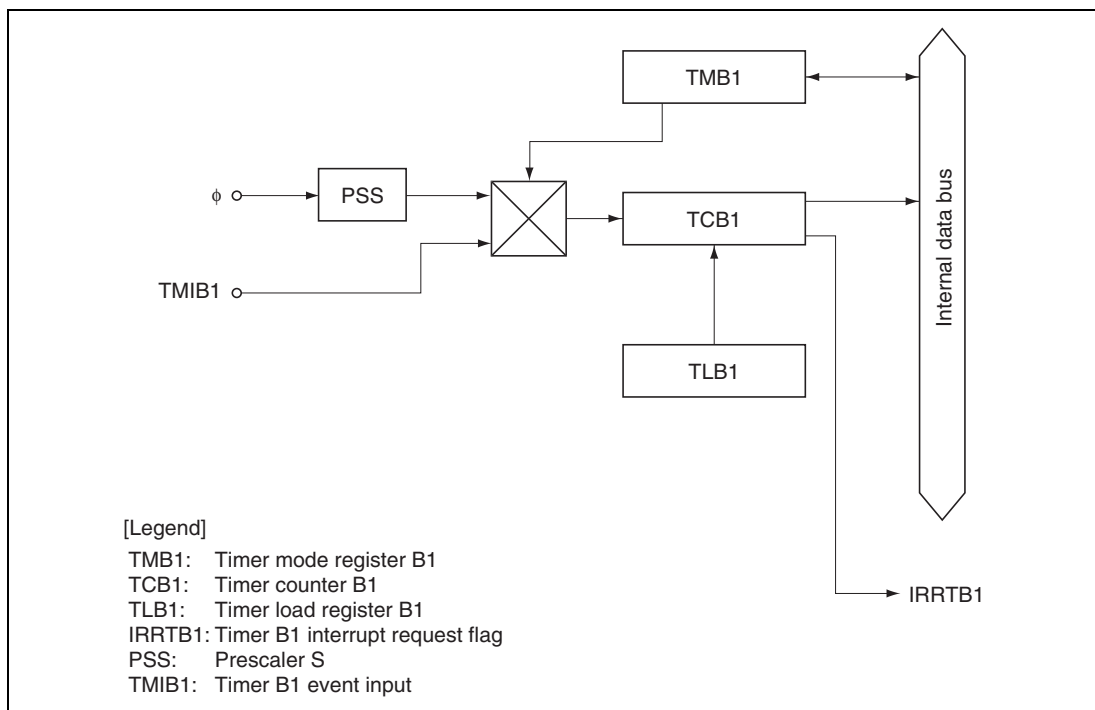 TMB1
φ
PSS
TCB1
TMIB1
TLB1
Internal data bus
IRRTB1
[Legend]
TMB1: Timer mode register B1
TCB1: Timer counter B1
TLB1: Timer load register B1
IRRTB1: Timer B1 interrupt request flag
PSS: Prescaler S
TMIB1: Timer B1 event input